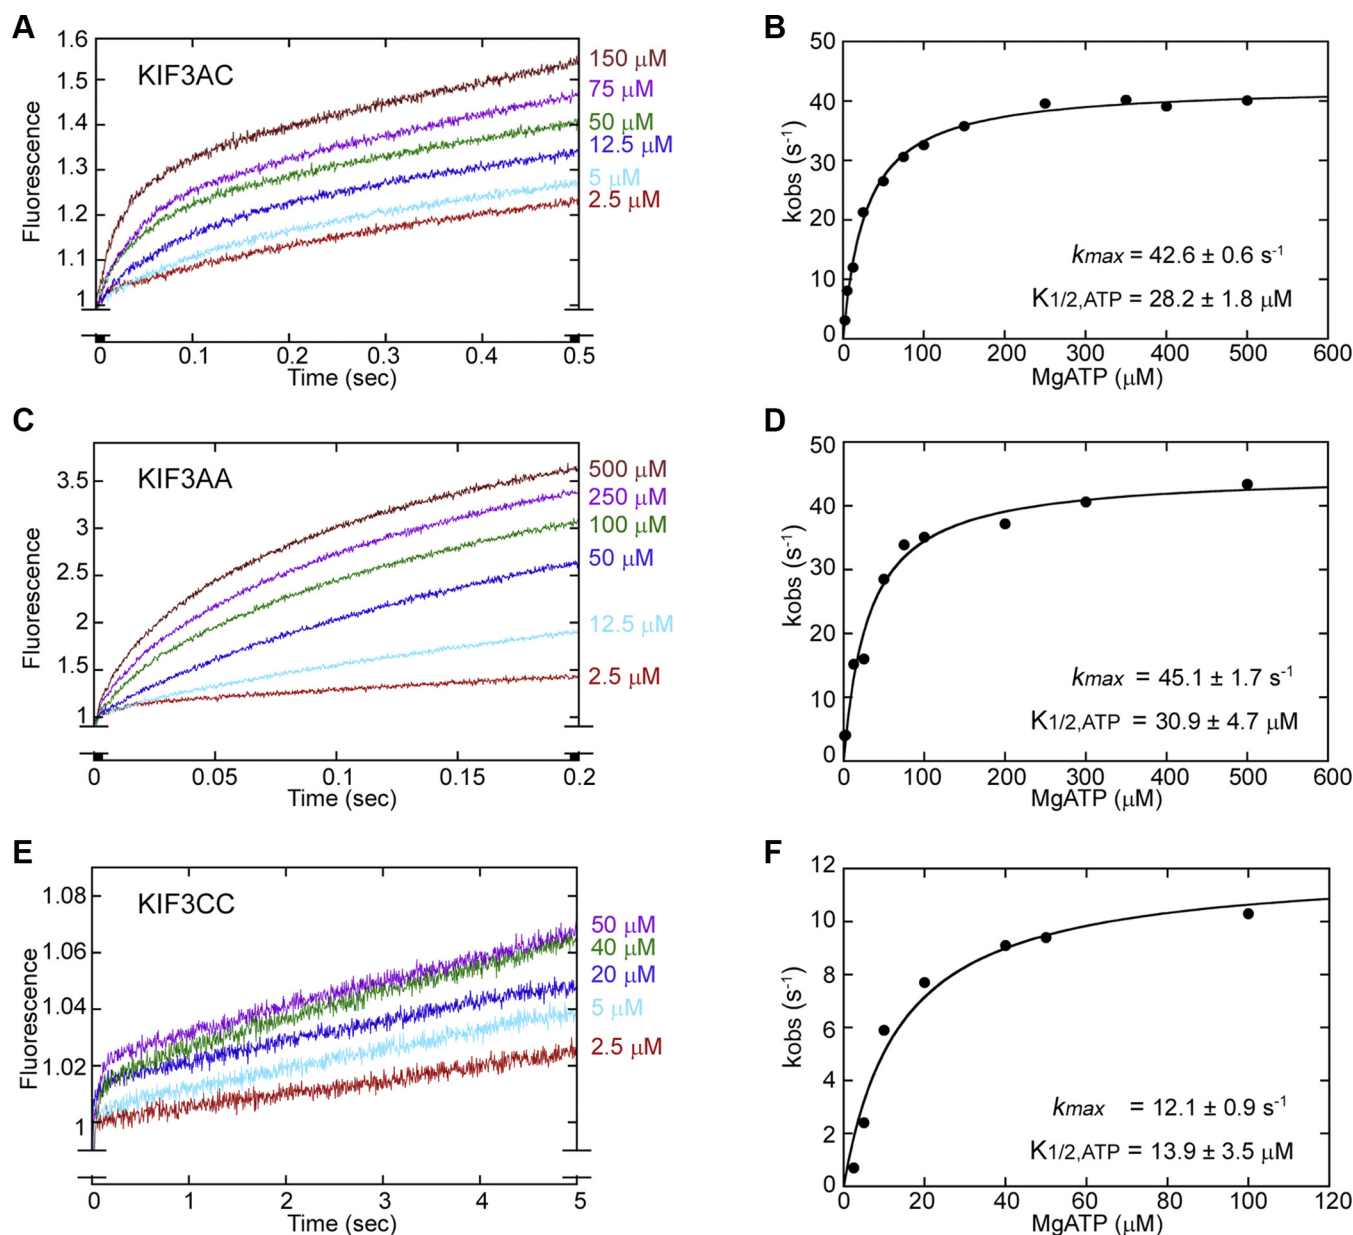 A
KIF3AC
Fluorescence
1.6
1.5
1.4
1.3
1.2
1.1
1
150 µM
75 µM
50 µM
12.5 µM
5 µM
2.5 µM
0 0.1 0.2 0.3 0.4 0.5
Time (sec)
B
kobs (s-1)
50
40
30
20
10
0
kmax = 42.6 ± 0.6 s-1
K1/2,ATP = 28.2 ± 1.8 µM
0 100 200 300 400 500 600
MgATP (µM)
C
KIF3AA
Fluorescence
3.5
3
2.5
2
1.5
1
500 µM
250 µM
100 µM
50 µM
12.5 µM
2.5 µM
0 0.05 0.1 0.15 0.2
Time (sec)
D
kobs (s-1)
50
40
30
20
10
0
kmax = 45.1 ± 1.7 s-1
K1/2,ATP = 30.9 ± 4.7 µM
0 100 200 300 400 500 600
MgATP (µM)
E
KIF3CC
Fluorescence
1.08
1.06
1.04
1.02
1
50 µM
40 µM
20 µM
5 µM
2.5 µM
0 1 2 3 4 5
Time (sec)
F
kobs (s-1)
12
10
8
6
4
2
0
kmax = 12.1 ± 0.9 s-1
K1/2,ATP = 13.9 ± 3.5 µM
0 20 40 60 80 100 120
MgATP (µM)